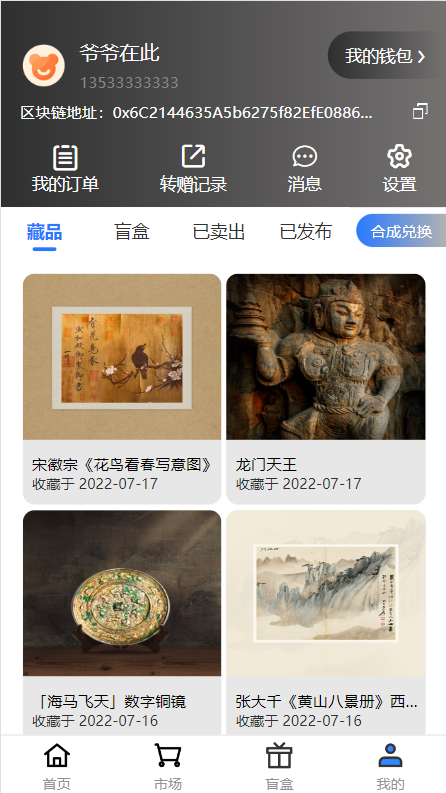 爷爷在此
我的钱包
13533333333
区块链地址：0x6C2144635A5b6275f82EfE0886...
我的订单 转赠记录 消息 设置
藏品 盲盒 已卖出 已发布 合成兑换
宋徽宗《花鸟看春写意图》
收藏于 2022-07-17
龙门天王
收藏于 2022-07-17
「海马飞天」数字铜镜
收藏于 2022-07-16
张大千《黄山八景册》西...
收藏于 2022-07-16
首页 市场 盲盒 我的